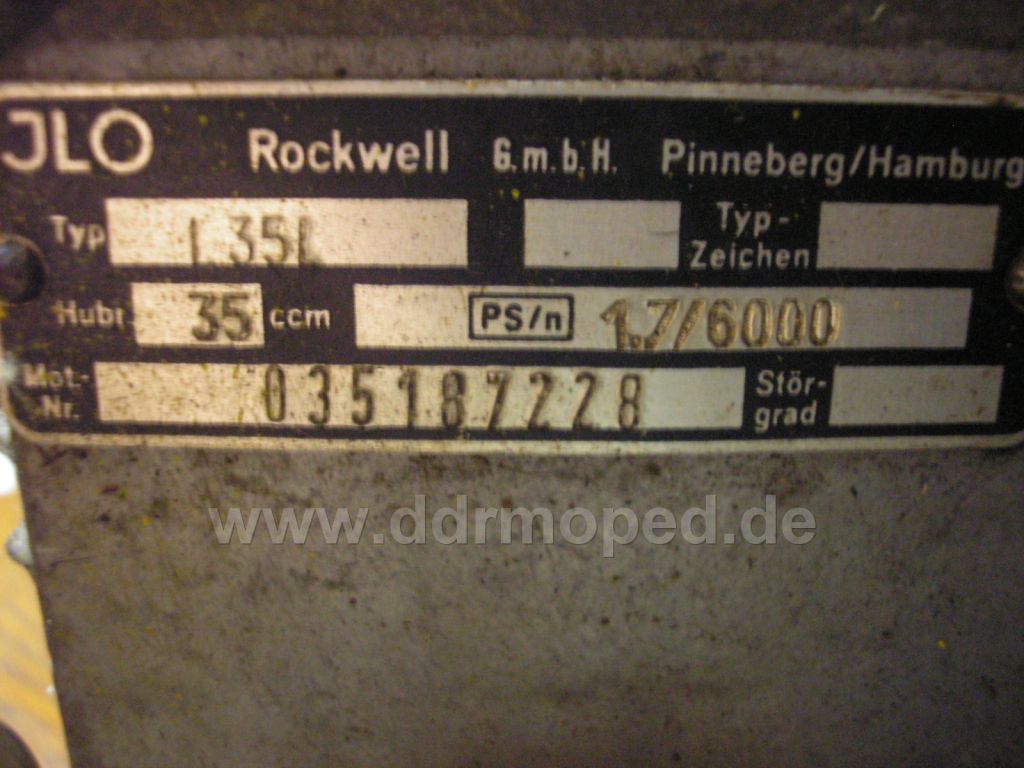 JLO Rockwell G.m.b.H. Pinneberg/Hamburg
Typ L35L Typ-Zeichen
Hubr. 35 ccm PS/n 1.7/6000
Mot.-Nr. 035187228 Stör-grad
www.ddrmoped.de